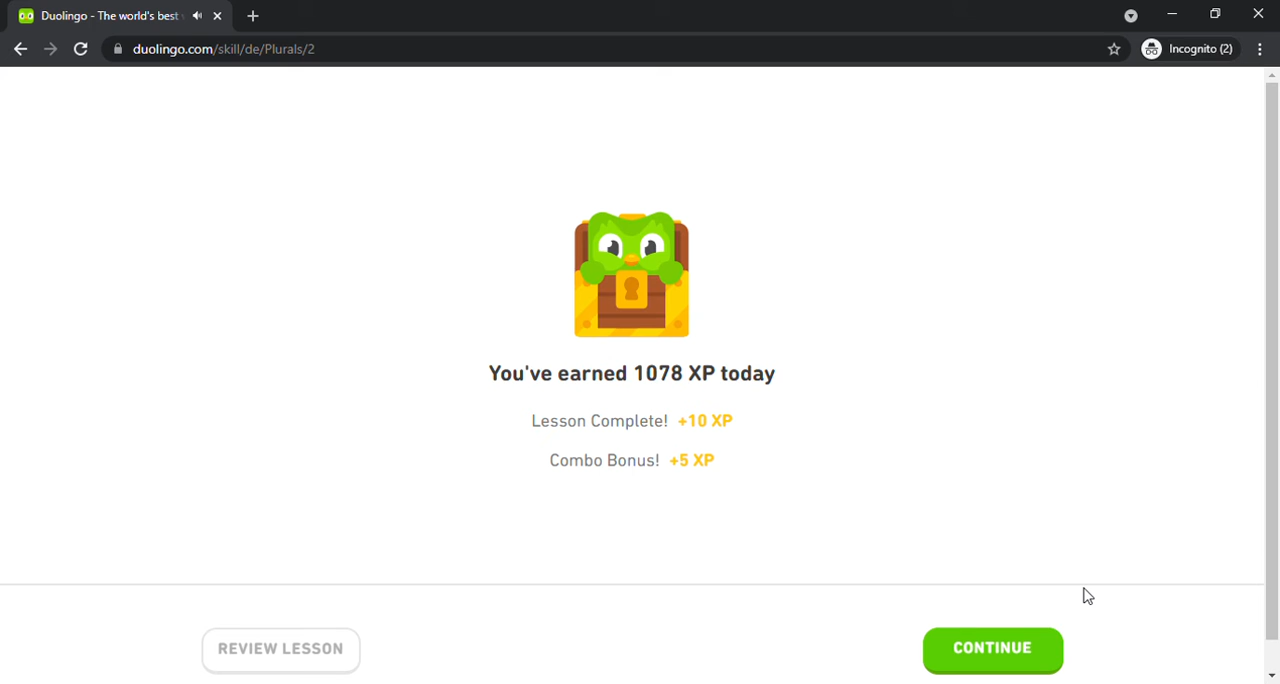 Duolingo - The world's best
duolingo.com/skill/de/Plurals/2
Incognito (2)
You've earned 1078 XP today
Lesson Complete! +10 XP
Combo Bonus! +5 XP
REVIEW LESSON
CONTINUE